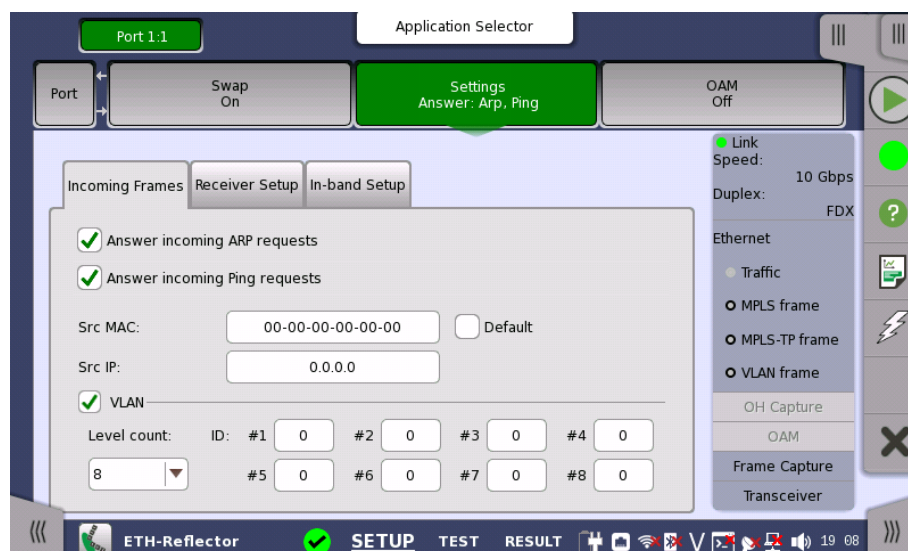 Port 1:1
Application Selector
Port
Swap
On
Settings
Answer: Arp, Ping
OAM
Off
Incoming Frames
Receiver Setup
In-band Setup
Answer incoming ARP requests
Answer incoming Ping requests
Src MAC:
00-00-00-00-00-00
Default
Src IP:
0.0.0.0
VLAN
Level count:
8
ID: #1 0 #2 0 #3 0 #4 0
#5 0 #6 0 #7 0 #8 0
Link
Speed:
10 Gbps
Duplex:
FDX
Ethernet
Traffic
MPLS frame
MPLS-TP frame
VLAN frame
OH Capture
OAM
Frame Capture
Transceiver
ETH-Reflector
SETUP TEST RESULT
19 08